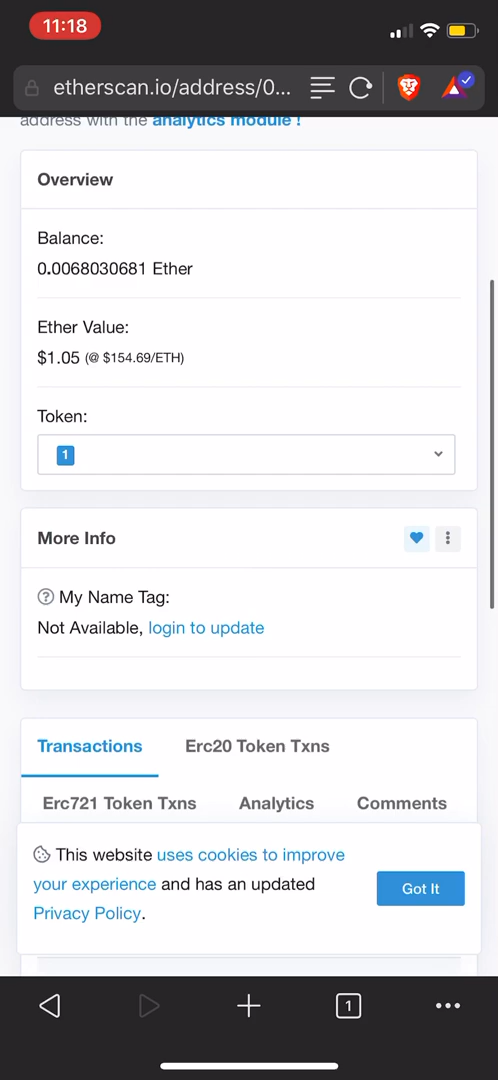 11:18
etherscan.io/address/0...
address with the analytics module !
Overview
Balance:
0.0068030681 Ether
Ether Value:
$1.05 (@ $154.69/ETH)
Token:
1
More Info
My Name Tag:
Not Available, login to update
Transactions
Erc20 Token Txns
Erc721 Token Txns
Analytics
Comments
This website uses cookies to improve
your experience and has an updated
Privacy Policy.
Got It
1